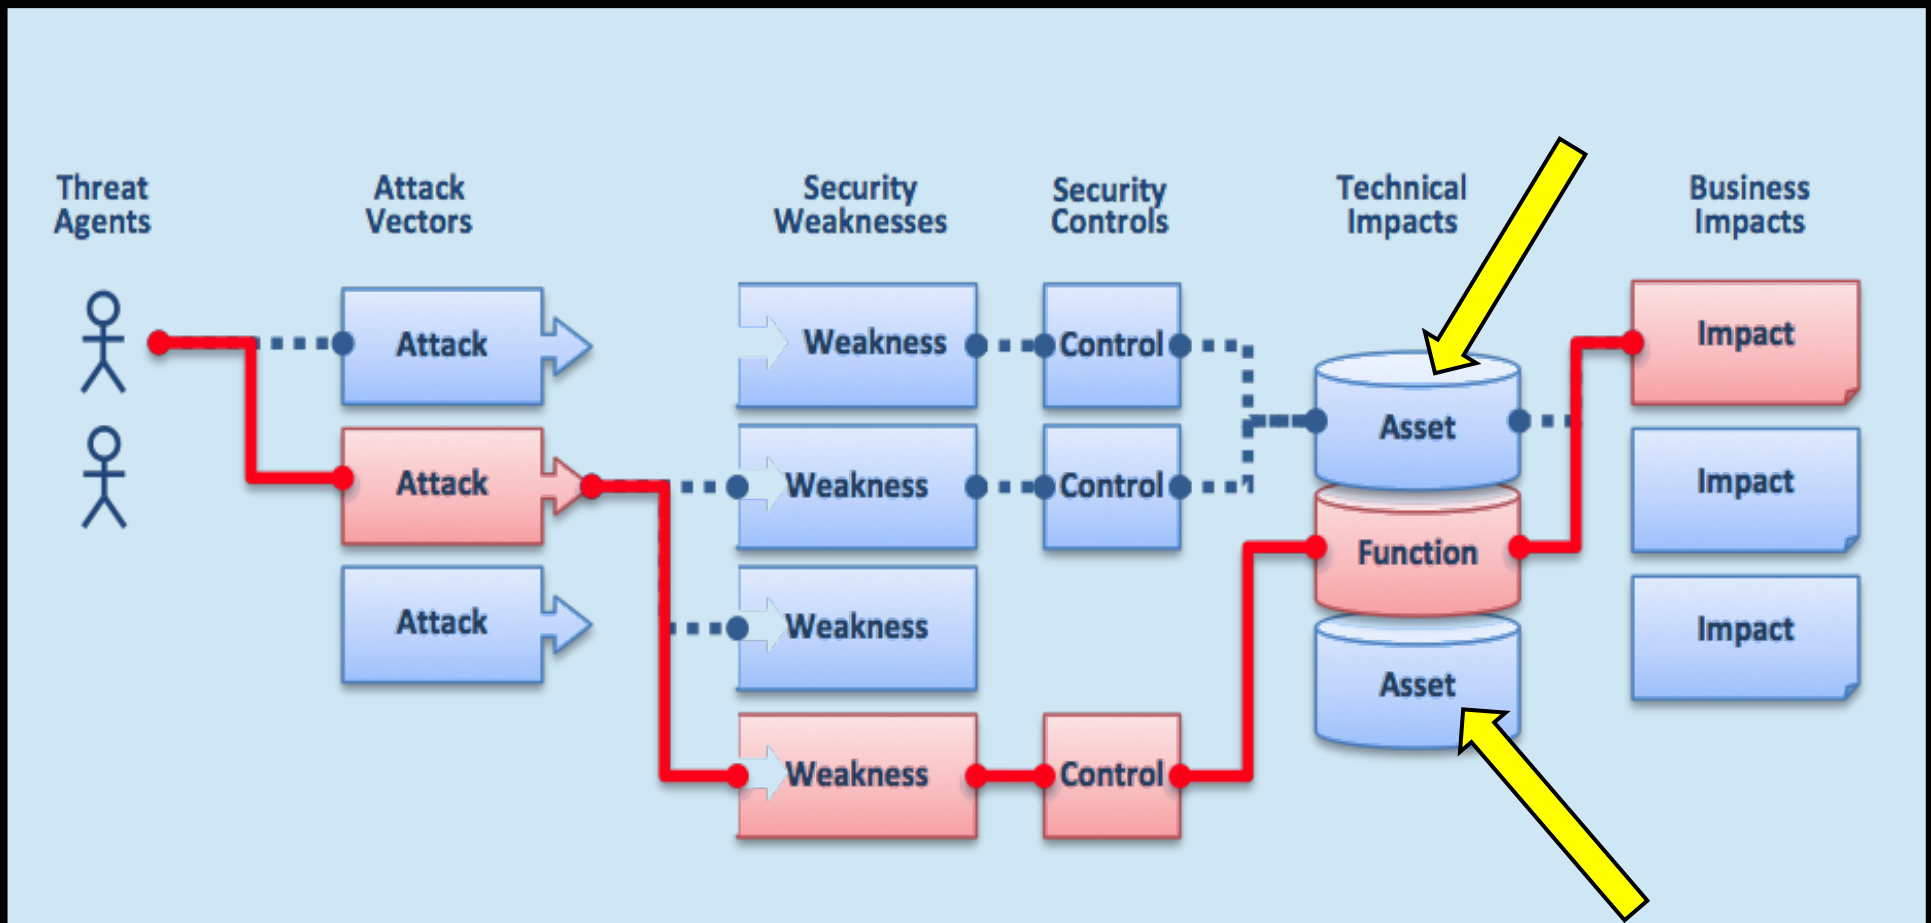 Threat
Agents
Attack
Vectors
Security
Weaknesses
Security
Controls
Technical
Impacts
Business
Impacts
Attack
Weakness
Control
Impact
Asset
Attack
Weakness
Control
Impact
Function
Attack
Weakness
Impact
Asset
Weakness
Control